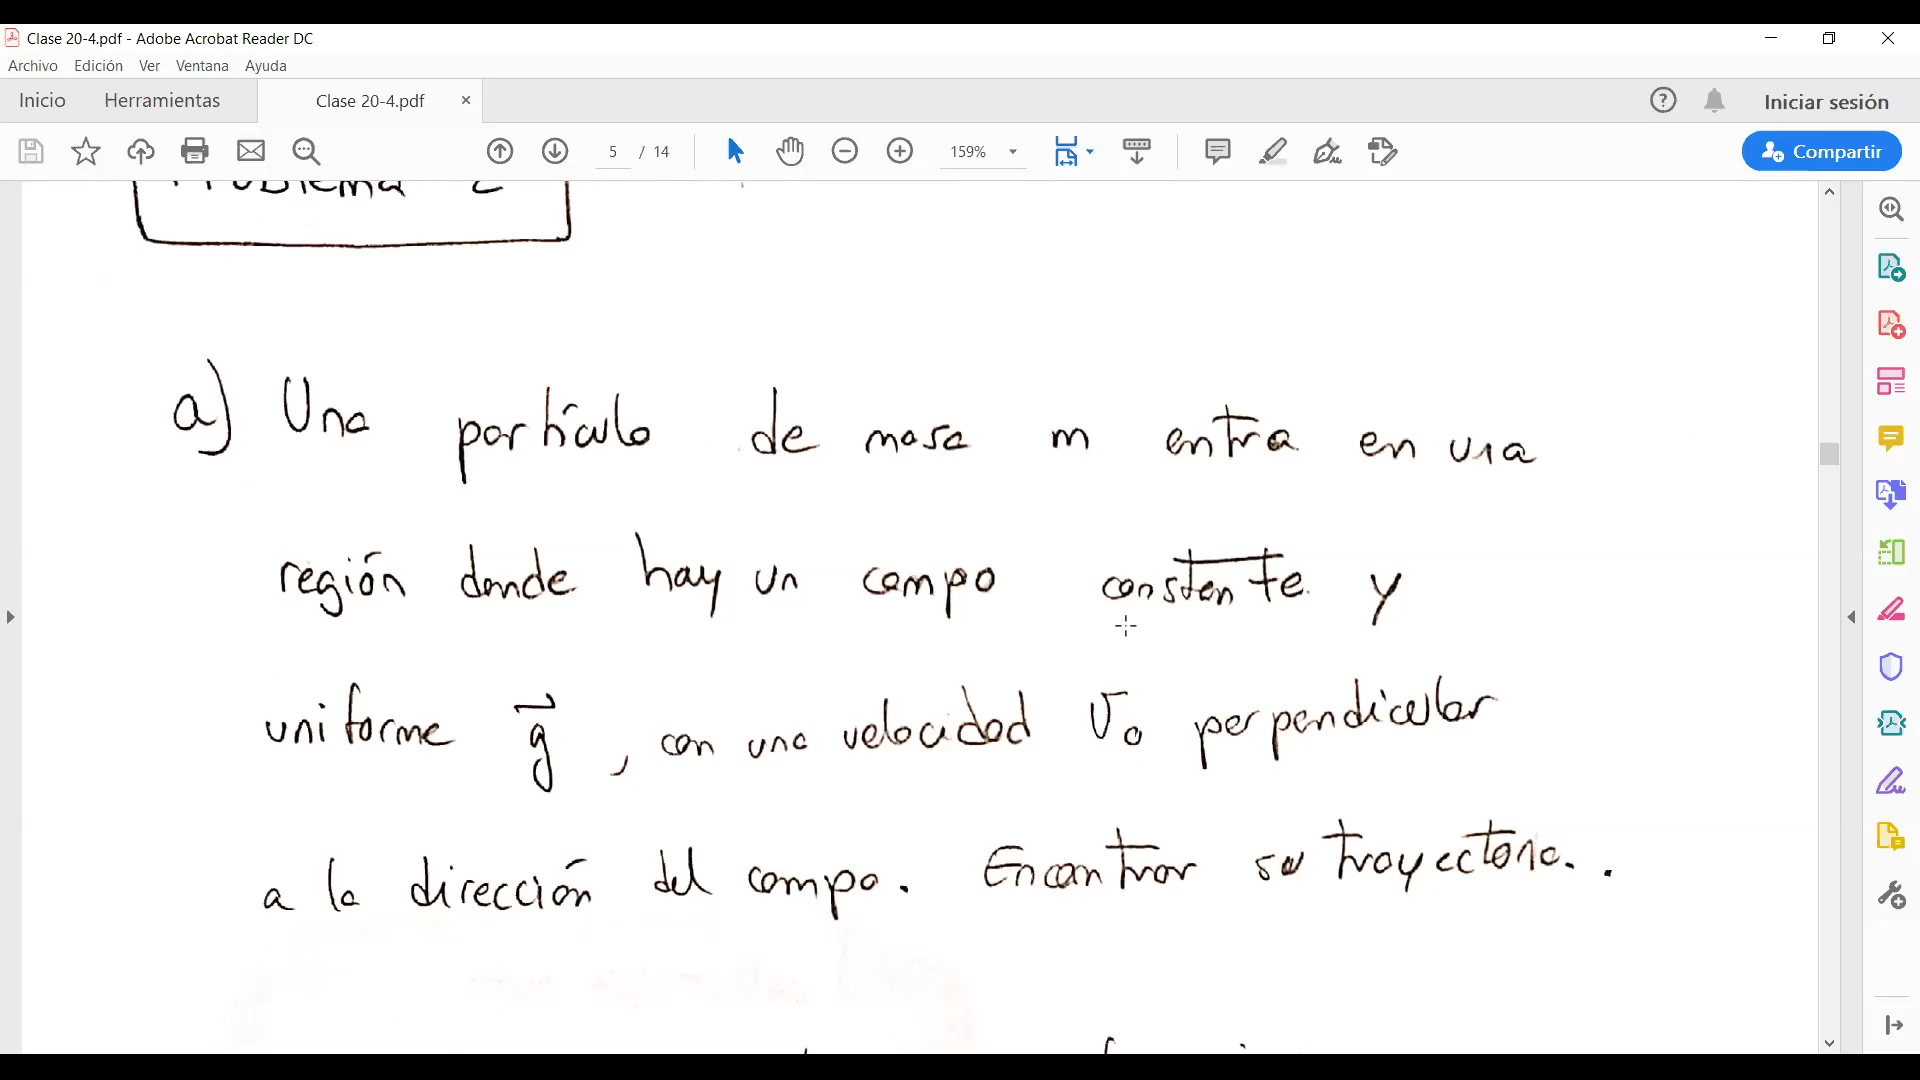 Clase 20-4.pdf - Adobe Acrobat Reader DC
Archivo Edición Ver Ventana Ayuda
Inicio Herramientas Clase 20-4.pdf Iniciar sesión
5 / 14 159% Compartir
Problema 2
a) Una partícula de masa m entra en una
región donde hay un campo constante y
uniforme g, con una velocidad v₀ perpendicular
a la dirección del campo. Encontrar su trayectoria.